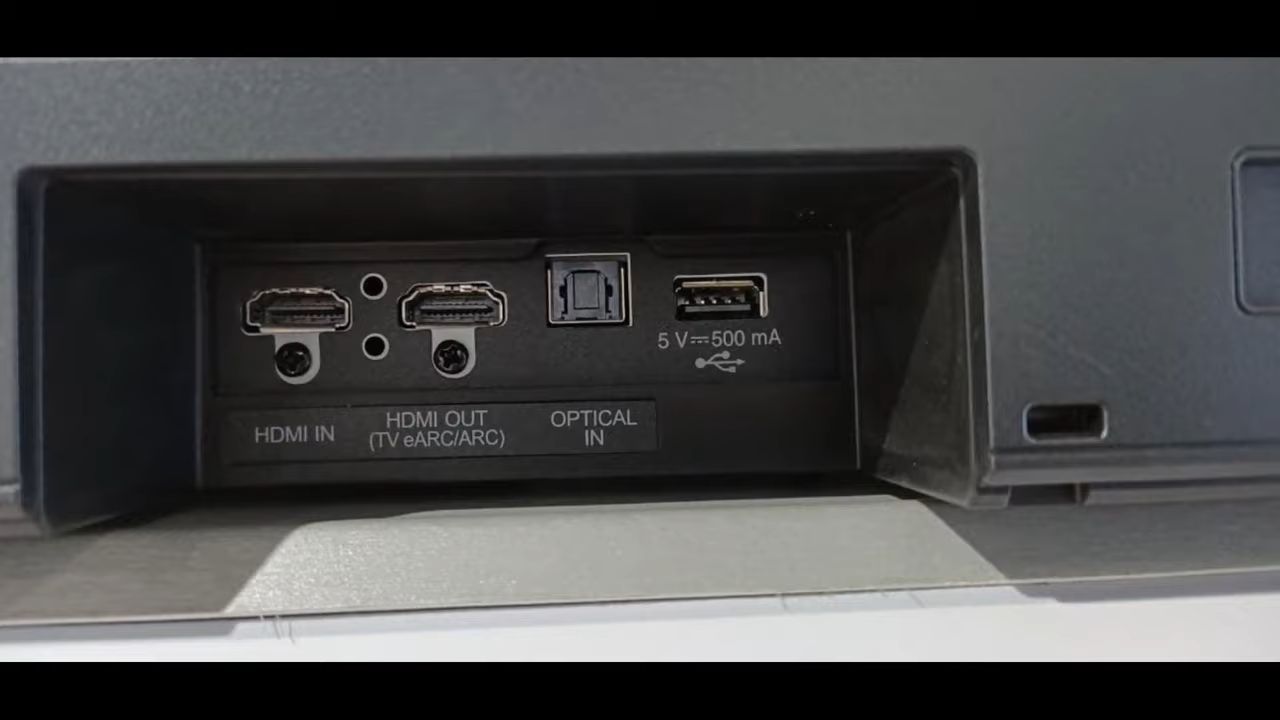 5 V⎓500 mA
HDMI IN
HDMI OUT
(TV eARC/ARC)
OPTICAL
IN